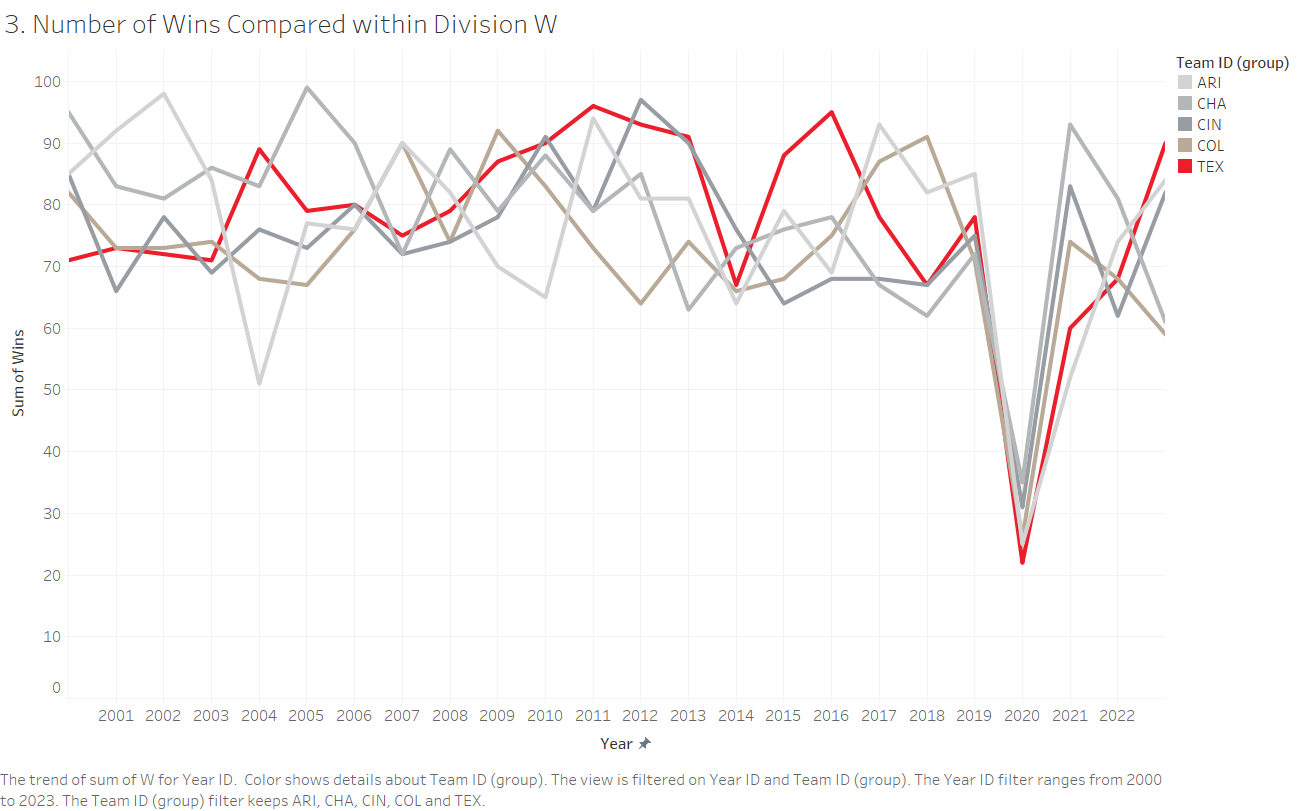 3. Number of Wins Compared within Division W
Team ID (group)
ARI
CHA
CIN
COL
TEX
100
90
80
70
60
50
40
30
20
10
0
Sum of Wins
2001 2002 2003 2004 2005 2006 2007 2008 2009 2010 2011 2012 2013 2014 2015 2016 2017 2018 2019 2020 2021 2022
Year
The trend of sum of W for Year ID.  Color shows details about Team ID (group). The view is filtered on Year ID and Team ID (group). The Year ID filter ranges from 2000
to 2023. The Team ID (group) filter keeps ARI, CHA, CIN, COL and TEX.